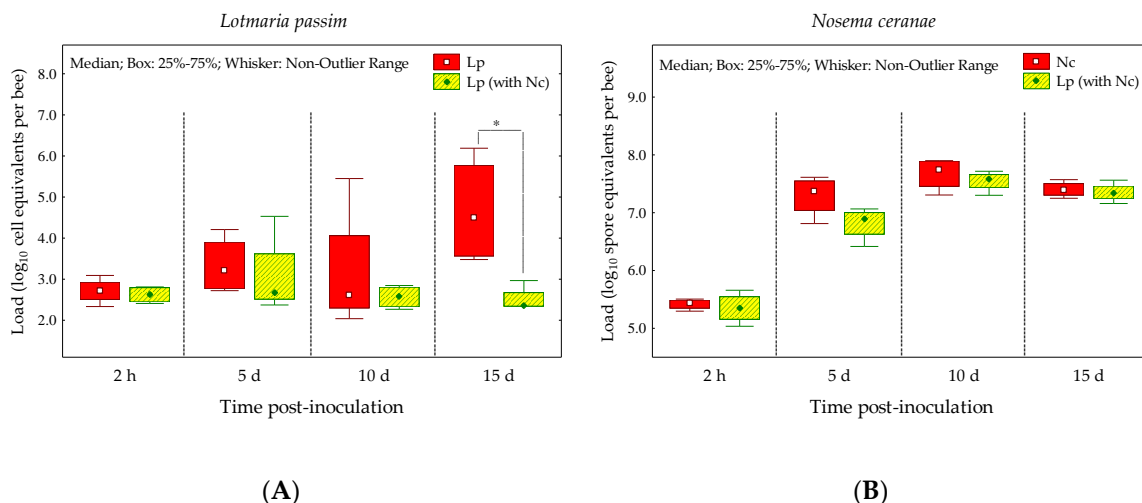 Lotmaria passim
Load (log10 cell equivalents per bee)
8.0
7.0
6.0
5.0
4.0
3.0
2.0
Median; Box: 25%-75%; Whisker: Non-Outlier Range
Lp
Lp (with Nc)
*
2 h
5 d
10 d
15 d
Time post-inoculation
(A)
Nosema ceranae
Load (log10 spore equivalents per bee)
9.0
8.0
7.0
6.0
5.0
Median; Box: 25%-75%; Whisker: Non-Outlier Range
Nc
Lp (with Nc)
2 h
5 d
10 d
15 d
Time post-inoculation
(B)